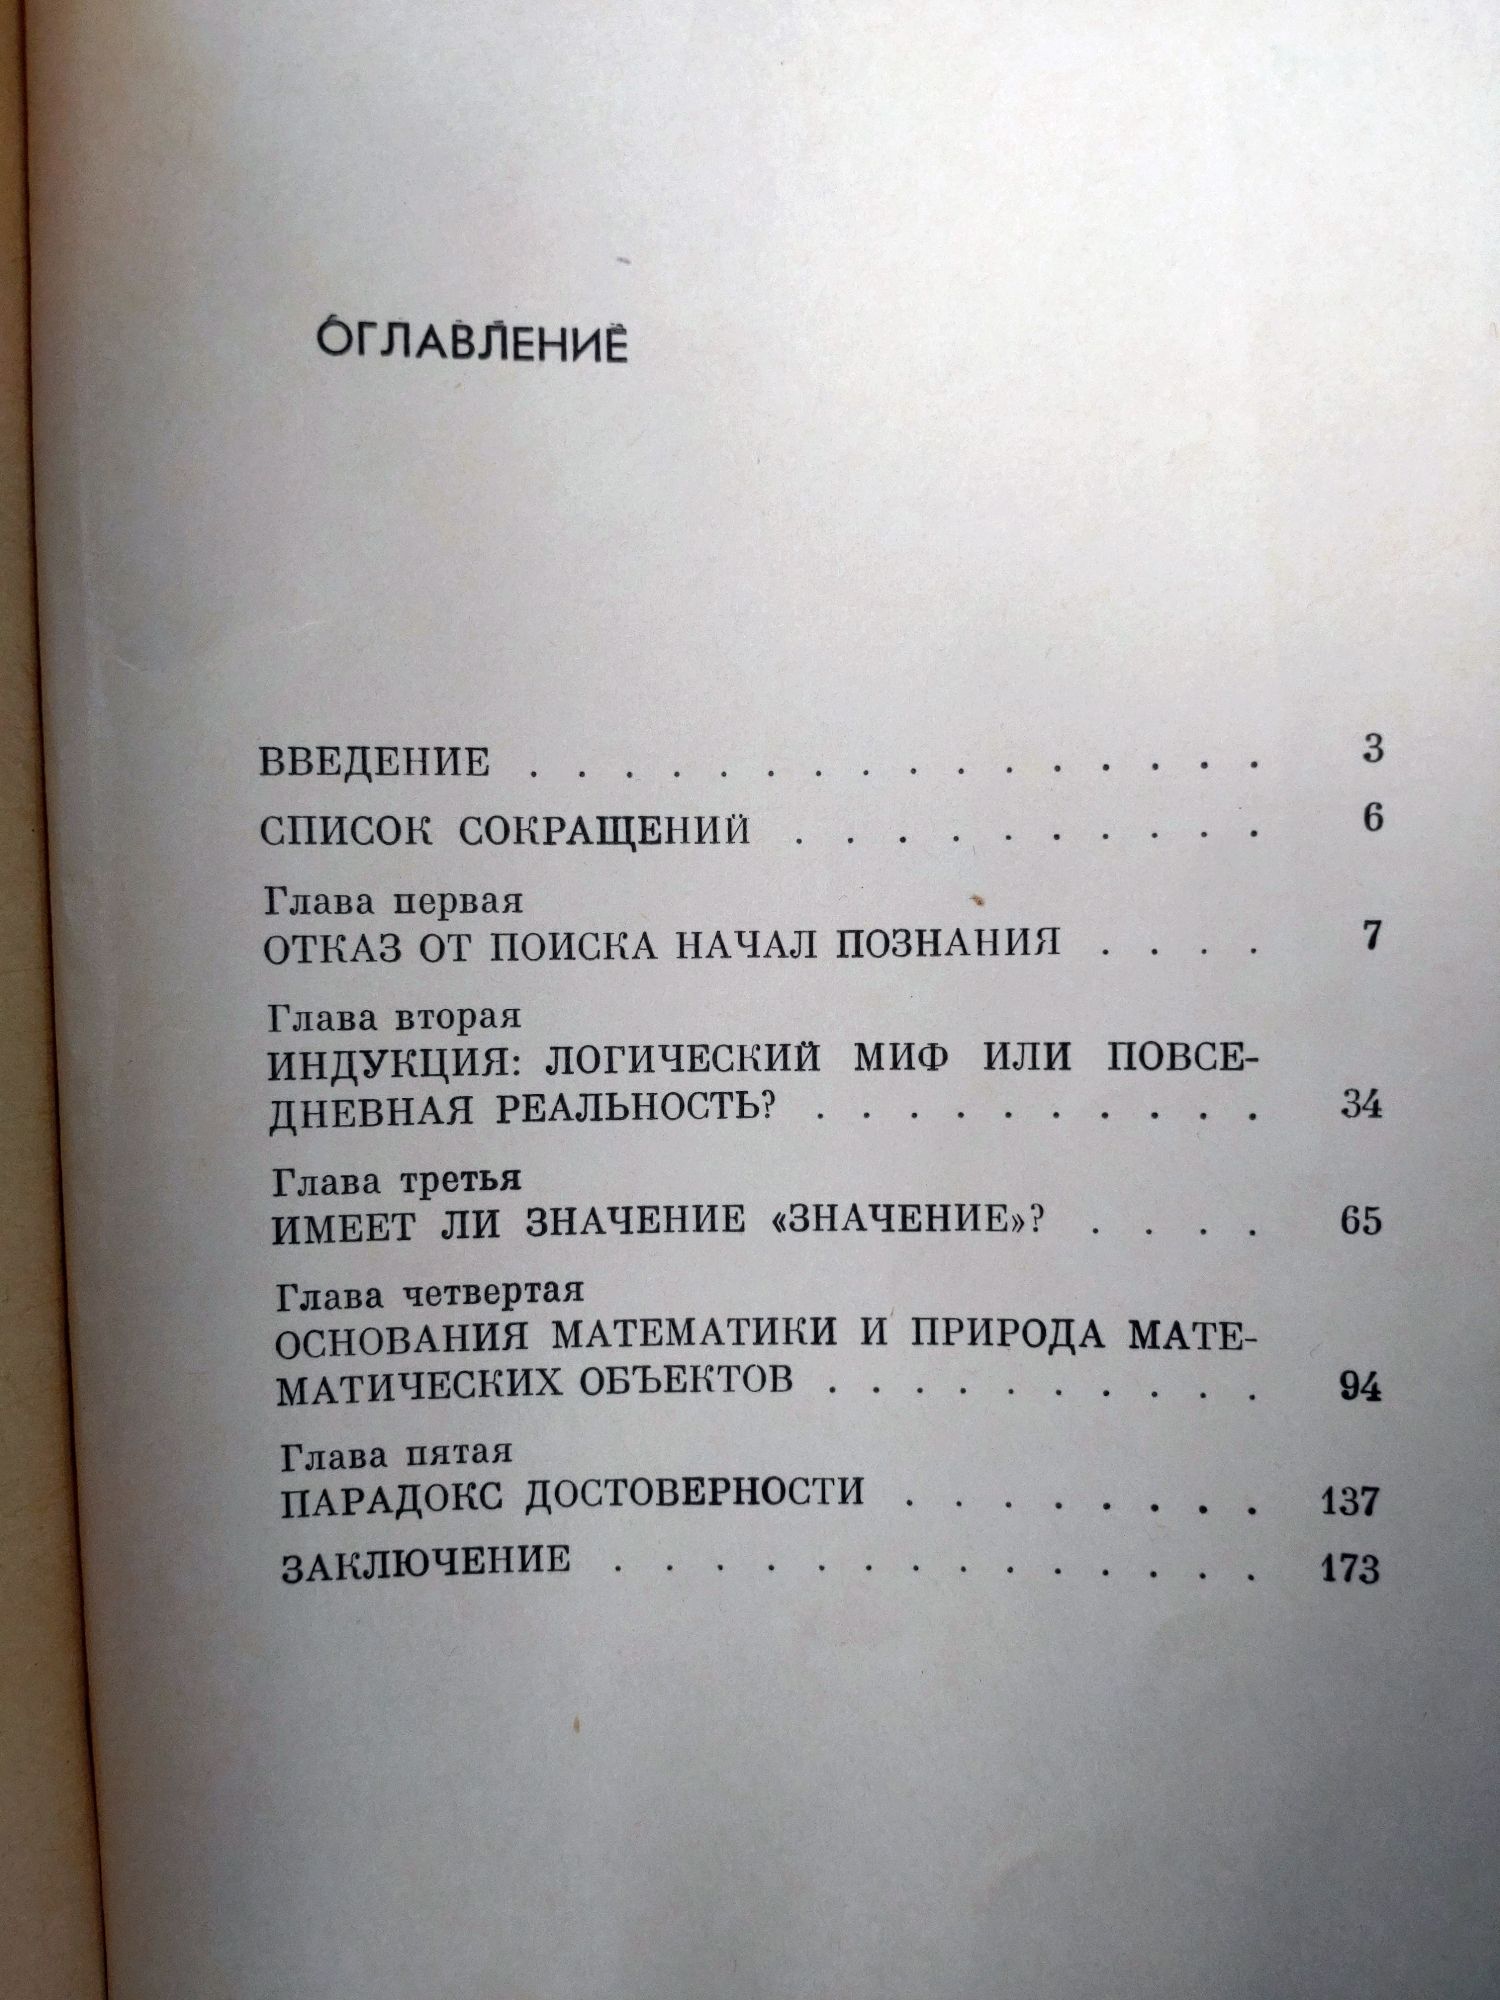 ОГЛАВЛЕНИЕ
ВВЕДЕНИЕ . . . . . . . . . . . . . . . . 3
СПИСОК СОКРАЩЕНИЙ . . . . . . . . . . 6
Глава первая
ОТКАЗ ОТ ПОИСКА НАЧАЛ ПОЗНАНИЯ . . . . 7
Глава вторая
ИНДУКЦИЯ: ЛОГИЧЕСКИЙ МИФ ИЛИ ПОВСЕ-
ДНЕВНАЯ РЕАЛЬНОСТЬ? . . . . . . . . . . 34
Глава третья
ИМЕЕТ ЛИ ЗНАЧЕНИЕ «ЗНАЧЕНИЕ»? . . . . 65
Глава четвертая
ОСНОВАНИЯ МАТЕМАТИКИ И ПРИРОДА МАТЕ-
МАТИЧЕСКИХ ОБЪЕКТОВ . . . . . . . . . . 94
Глава пятая
ПАРАДОКС ДОСТОВЕРНОСТИ . . . . . . . . 137
ЗАКЛЮЧЕНИЕ . . . . . . . . . . . . . . 173